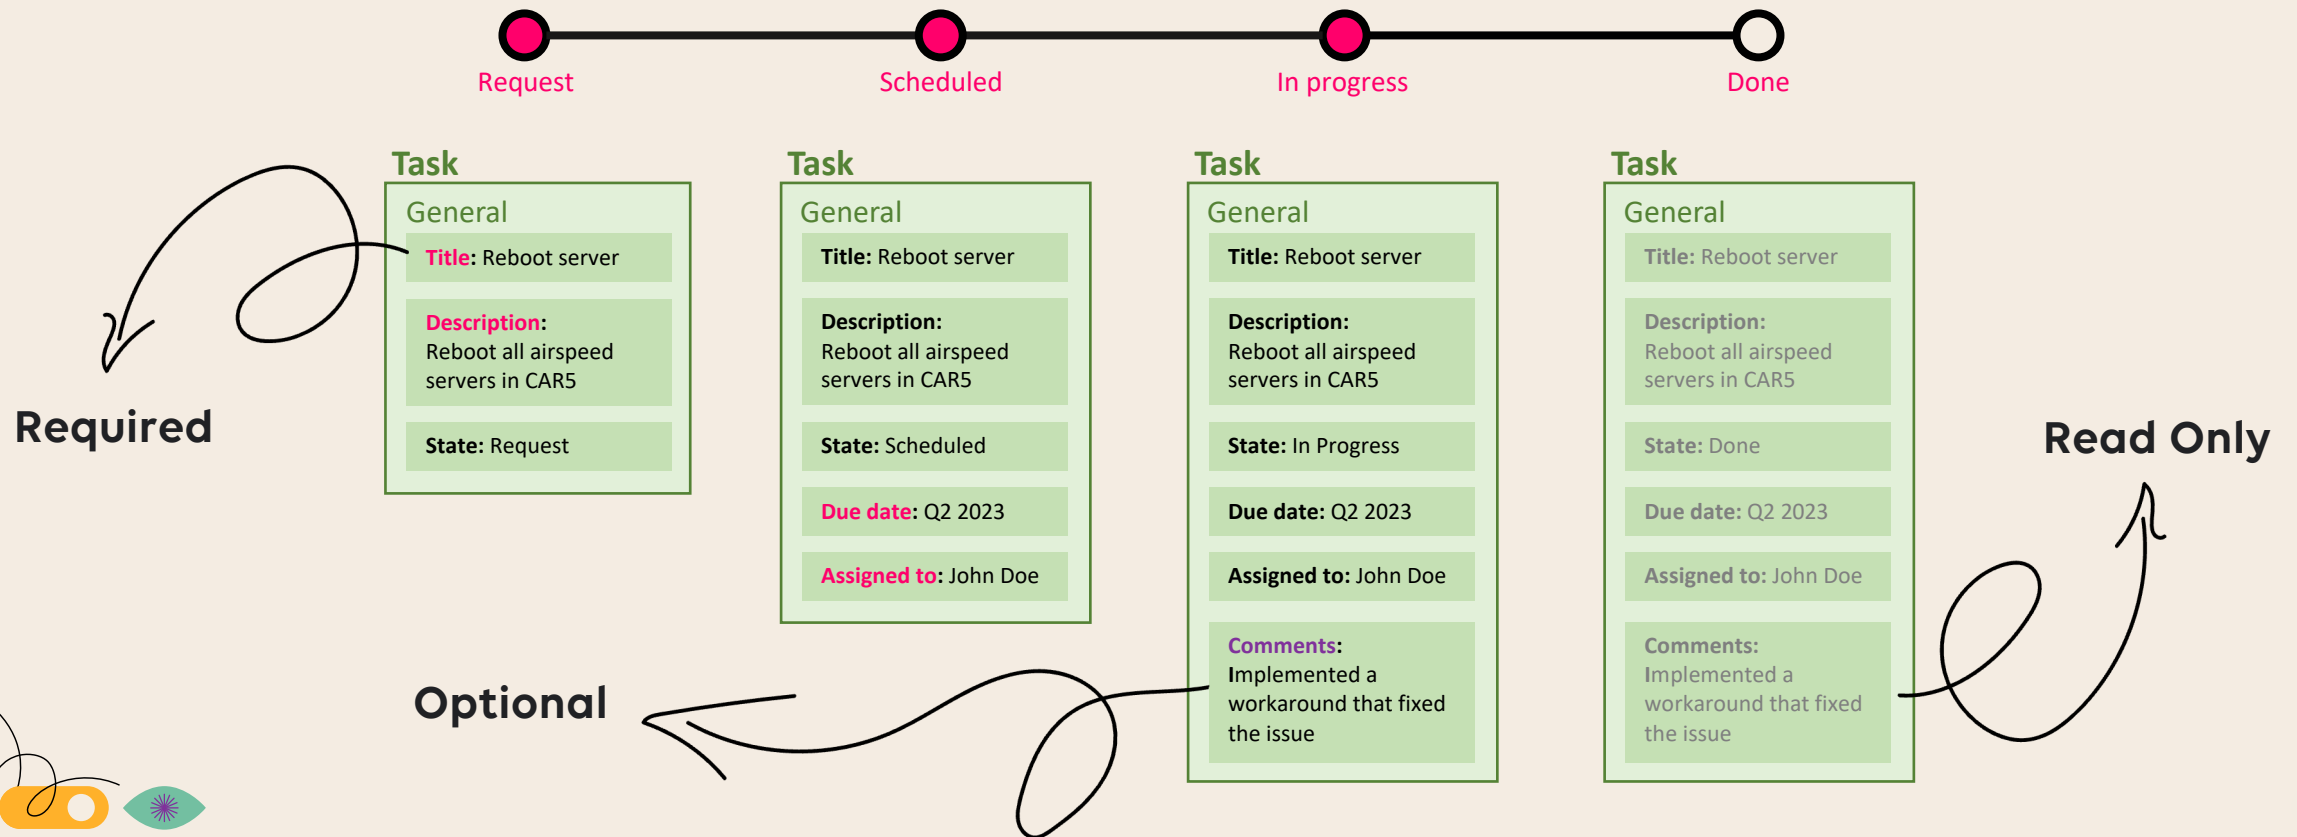 Request
Scheduled
In progress
Done
Task
General
Title: Reboot server
Description:
Reboot all airspeed
servers in CAR5
State: Request
Task
General
Title: Reboot server
Description:
Reboot all airspeed
servers in CAR5
State: Scheduled
Due date: Q2 2023
Assigned to: John Doe
Task
General
Title: Reboot server
Description:
Reboot all airspeed
servers in CAR5
State: In Progress
Due date: Q2 2023
Assigned to: John Doe
Comments:
Implemented a
workaround that fixed
the issue
Task
General
Title: Reboot server
Description:
Reboot all airspeed
servers in CAR5
State: Done
Due date: Q2 2023
Assigned to: John Doe
Comments:
Implemented a
workaround that fixed
the issue
Required
Optional
Read Only